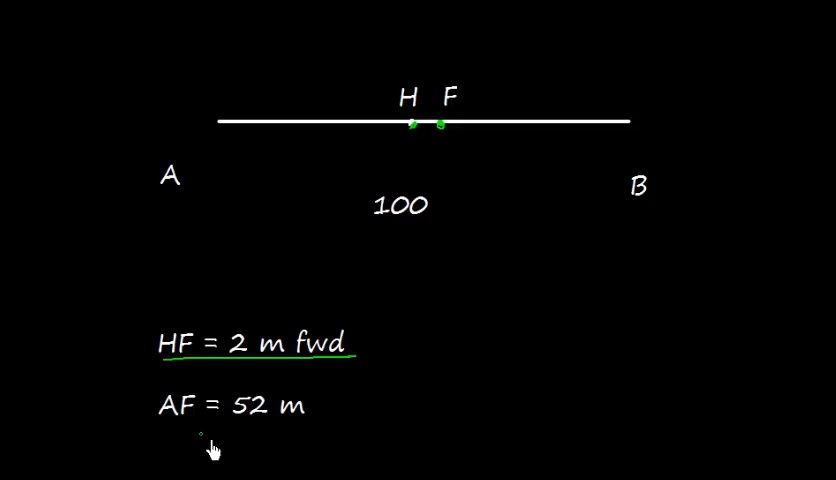 H F
A
B
100
HF = 2 m fwd
AF = 52 m